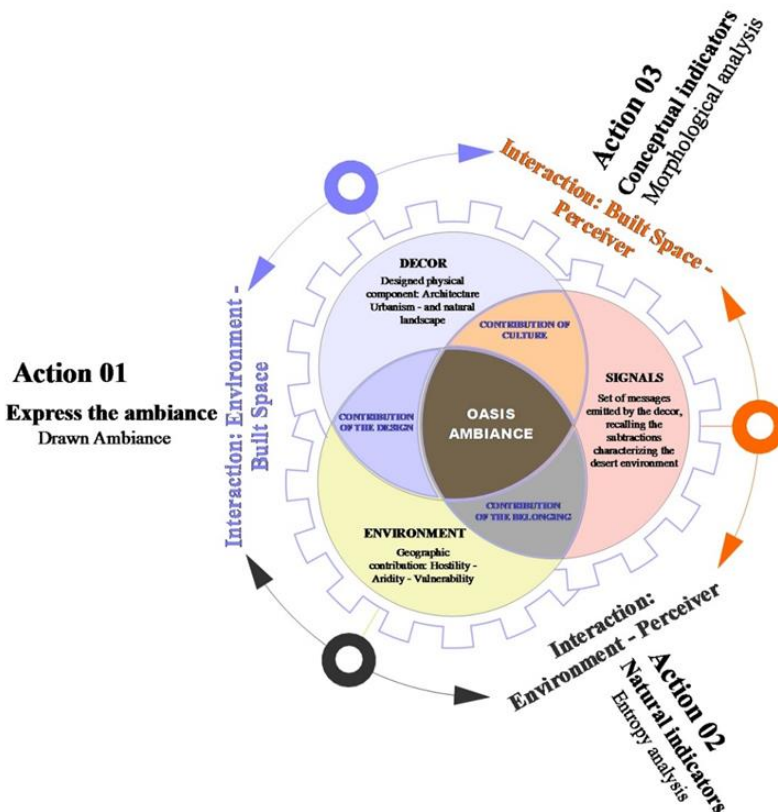 Action 03
Conceptual indicators
Morphological analysis
Interaction: Built Space -
Perceiver
DECOR
Designed physical
component: Architecture
Urbanism - and natural
landscape
CONTRIBUTION OF
CULTURE
SIGNALS
Set of messages
emitted by the decor,
recalling the
subtractions
characterizing the
desert environment
Action 01
Express the ambiance
Drawn Ambiance
Interaction: Environment -
Built Space
CONTRIBUTION
OF THE DESIGN
OASIS
AMBIANCE
CONTRIBUTION
OF THE BELONGING
ENVIRONMENT
Geographic
contribution: Hostility -
Aridity - Vulnerability
Interaction:
Environment - Perceiver
Action 02
Natural indicators
Entropy analysis